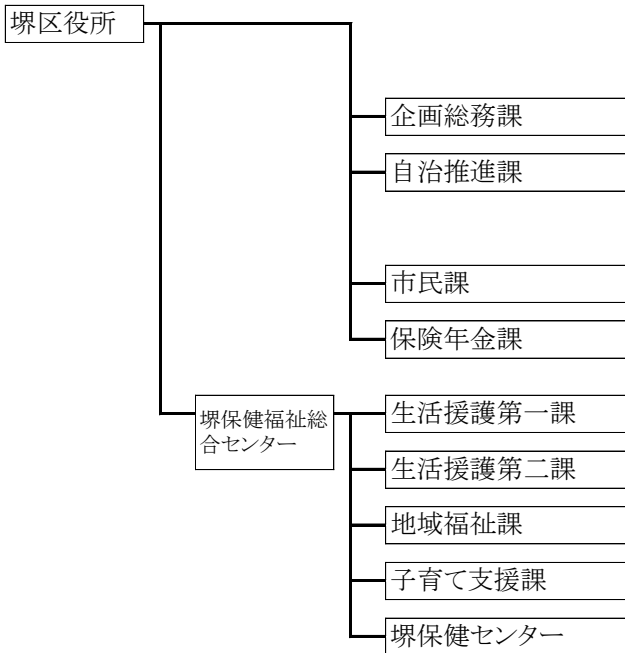 堺区役所
企画総務課
自治推進課
市民課
保険年金課
堺保健福祉総
合センター
生活援護第一課
生活援護第二課
地域福祉課
子育て支援課
堺保健センター